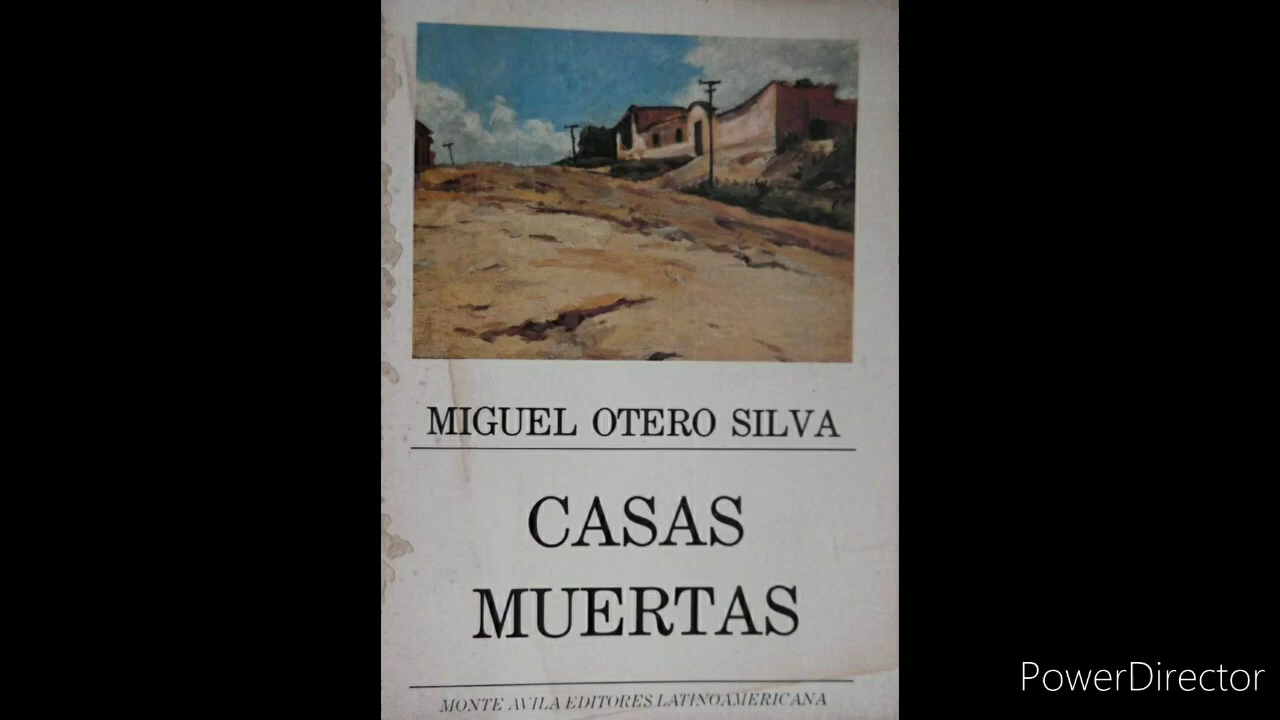 MIGUEL OTERO SILVA
CASAS
MUERTAS
MONTE AVILA EDITORES LATINOAMERICANA
PowerDirector